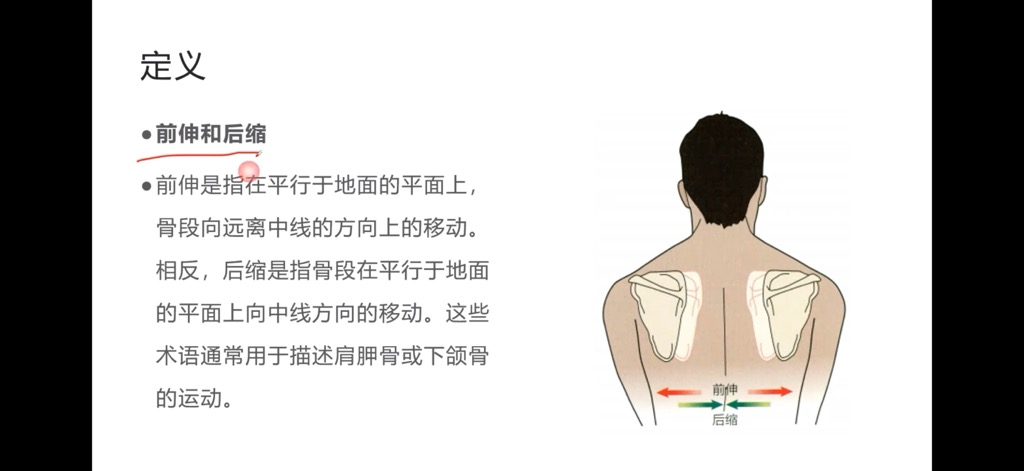 定义
●前伸和后缩
●前伸是指在平行于地面的平面上，
骨段向远离中线的方向上的移动。
相反，后缩是指骨段在平行于地面
的平面上向中线方向的移动。这些
术语通常用于描述肩胛骨或下颌骨
的运动。
前伸
后缩